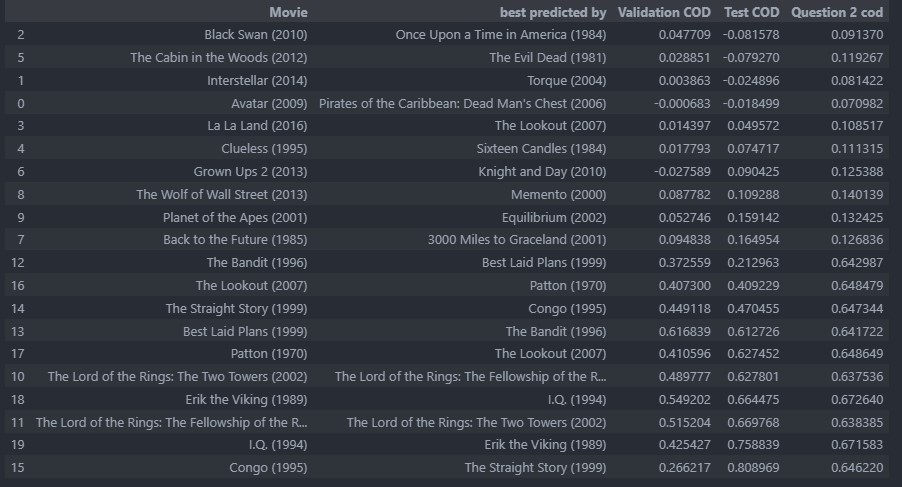 Movie best predicted by Validation COD Test COD Question 2 cod
2 Black Swan (2010) Once Upon a Time in America (1984) 0.047709 -0.081578 0.091370
5 The Cabin in the Woods (2012) The Evil Dead (1981) 0.028851 -0.079270 0.119267
1 Interstellar (2014) Torque (2004) 0.003863 -0.024896 0.081422
0 Avatar (2009) Pirates of the Caribbean: Dead Man's Chest (2006) -0.000683 -0.018499 0.070982
3 La La Land (2016) The Lookout (2007) 0.014397 0.049572 0.108517
4 Clueless (1995) Sixteen Candles (1984) 0.017793 0.074717 0.111315
6 Grown Ups 2 (2013) Knight and Day (2010) -0.027589 0.090425 0.125388
8 The Wolf of Wall Street (2013) Memento (2000) 0.087782 0.109288 0.140139
9 Planet of the Apes (2001) Equilibrium (2002) 0.052746 0.159142 0.132425
7 Back to the Future (1985) 3000 Miles to Graceland (2001) 0.094838 0.164954 0.126836
12 The Bandit (1996) Best Laid Plans (1999) 0.372559 0.212963 0.642987
16 The Lookout (2007) Patton (1970) 0.407300 0.409229 0.648479
14 The Straight Story (1999) Congo (1995) 0.449118 0.470455 0.647344
13 Best Laid Plans (1999) The Bandit (1996) 0.616839 0.612726 0.641722
17 Patton (1970) The Lookout (2007) 0.410596 0.627452 0.648649
10 The Lord of the Rings: The Two Towers (2002) The Lord of the Rings: The Fellowship of the R... 0.489777 0.627801 0.637536
18 Erik the Viking (1989) I.Q. (1994) 0.549202 0.664475 0.672640
11 The Lord of the Rings: The Fellowship of the R... The Lord of the Rings: The Two Towers (2002) 0.515204 0.669768 0.638385
19 I.Q. (1994) Erik the Viking (1989) 0.425427 0.758839 0.671583
15 Congo (1995) The Straight Story (1999) 0.266217 0.808969 0.646220